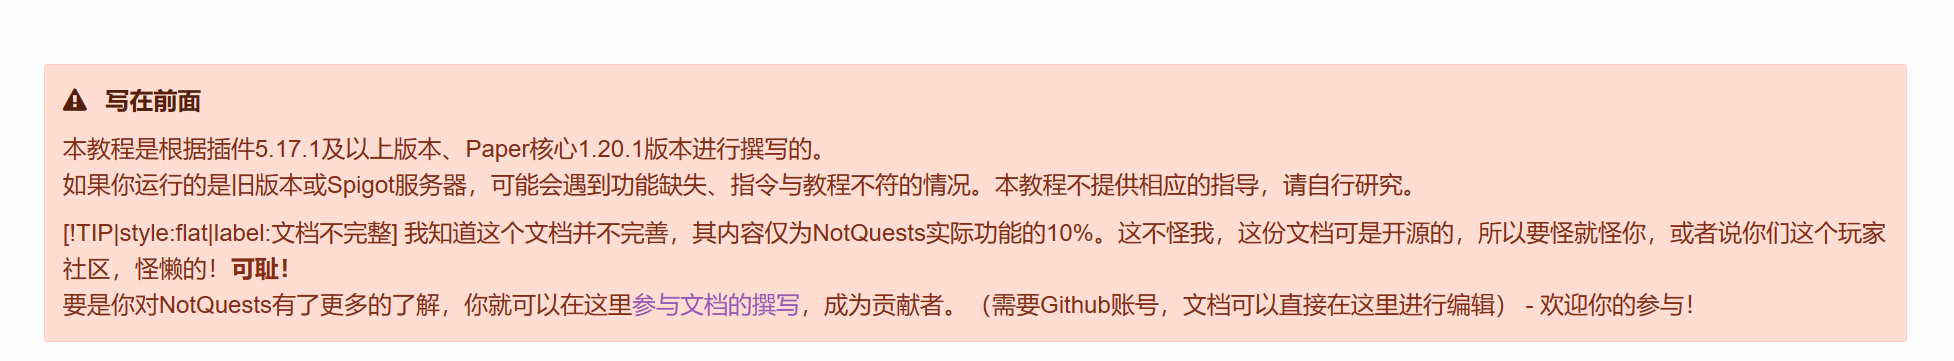 写在前面
本教程是根据插件5.17.1及以上版本、Paper核心1.20.1版本进行撰写的。
如果你运行的是旧版本或Spigot服务器，可能会遇到功能缺失、指令与教程不符的情况。本教程不提供相应的指导，请自行研究。
[!TIP|style:flat|label:文档不完整] 我知道这个文档并不完善，其内容仅为NotQuests实际功能的10%。这不怪我，这份文档可是开源的，所以要怪就怪你，或者说你们这个玩家
社区，怪懒的！可耻！
要是你对NotQuests有了更多的了解，你就可以在这里参与文档的撰写，成为贡献者。（需要Github账号，文档可以直接在这里进行编辑） - 欢迎你的参与！